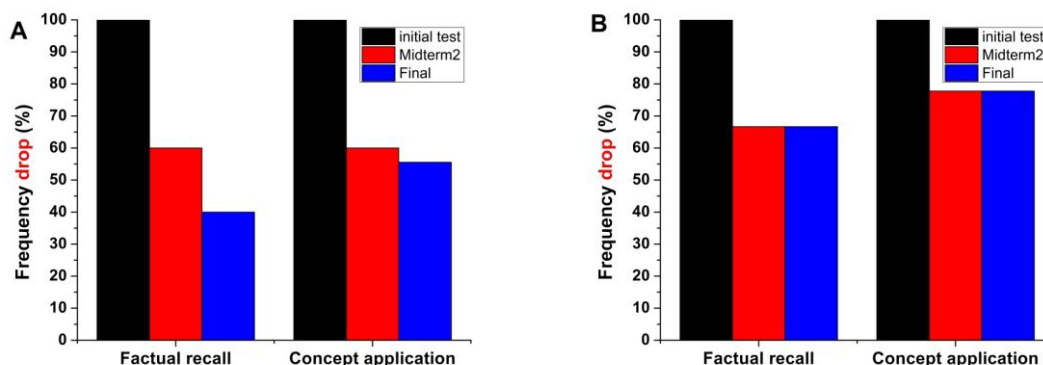 A
100
90
80
70
60
50
40
30
20
10
0
Frequency drop (%)
initial test
Midterm2
Final
Factual recall
Concept application
B
100
90
80
70
60
50
40
30
20
10
0
Frequency drop (%)
initial test
Midterm2
Final
Factual recall
Concept application